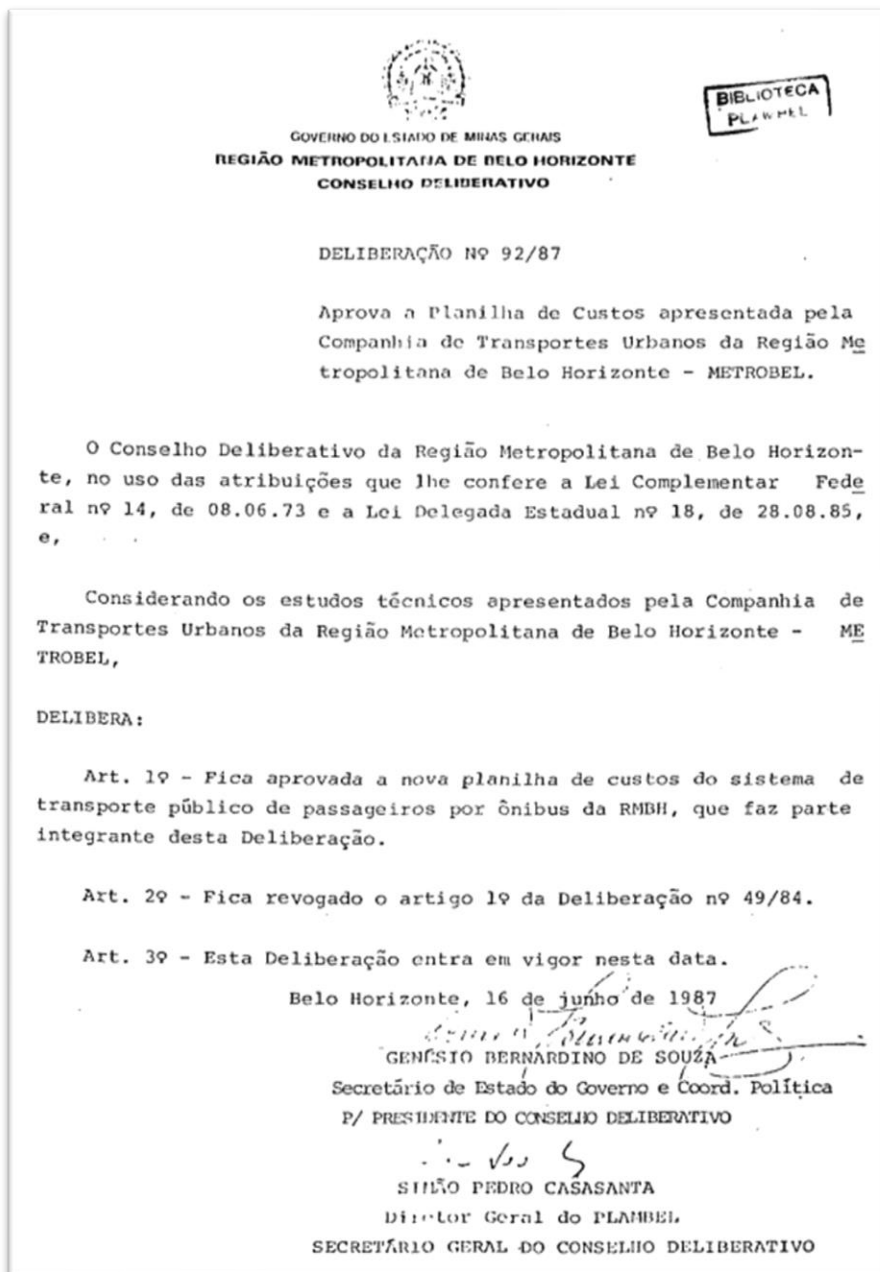 BIBLIOTECA
PLAMBEL
GOVERNO DO ESTADO DE MINAS GERAIS
REGIÃO METROPOLITANA DE BELO HORIZONTE
CONSELHO DELIBERATIVO
DELIBERAÇÃO Nº 92/87
Aprova a Planilha de Custos apresentada pela
Companhia de Transportes Urbanos da Região Me
tropolitana de Belo Horizonte - METROBEL.
O Conselho Deliberativo da Região Metropolitana de Belo Horizon-
te, no uso das atribuições que lhe confere a Lei Complementar Fede
ral nº 14, de 08.06.73 e a Lei Delegada Estadual nº 18, de 28.08.85,
e,
Considerando os estudos técnicos apresentados pela Companhia de
Transportes Urbanos da Região Metropolitana de Belo Horizonte - ME
TROBEL,
DELIBERA:
Art. 1º - Fica aprovada a nova planilha de custos do sistema de
transporte público de passageiros por ônibus da RMBH, que faz parte
integrante desta Deliberação.
Art. 2º - Fica revogado o artigo 1º da Deliberação nº 49/84.
Art. 3º - Esta Deliberação entra em vigor nesta data.
Belo Horizonte, 16 de junho de 1987
GENÉSIO BERNARDINO DE SOUZA
Secretário de Estado do Governo e Coord. Política
P/ PRESIDENTE DO CONSELHO DELIBERATIVO
SIMÃO PEDRO CASASANTA
Diretor Geral do PLAMBEL
SECRETÁRIO GERAL DO CONSELHO DELIBERATIVO